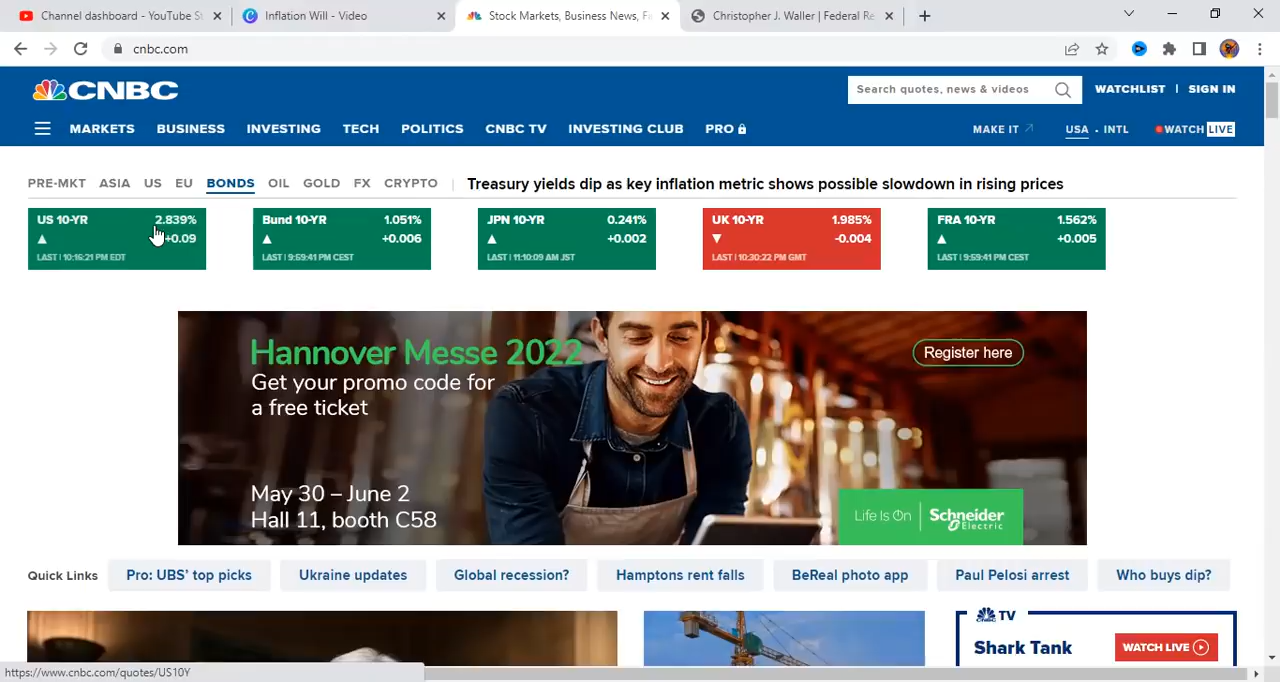 Channel dashboard - YouTube St
Inflation Will - Video
Stock Markets, Business News, Fi
Christopher J. Waller | Federal Re
cnbc.com
CNBC
Search quotes, news & videos
WATCHLIST | SIGN IN
MARKETS BUSINESS INVESTING TECH POLITICS CNBC TV INVESTING CLUB PRO
MAKE IT USA - INTL WATCH LIVE
PRE-MKT ASIA US EU BONDS OIL GOLD FX CRYPTO | Treasury yields dip as key inflation metric shows possible slowdown in rising prices
US 10-YR 2.839%
▲ +0.09
LAST | 10:16:21 PM EDT
Bund 10-YR 1.051%
▲ +0.006
LAST | 9:59:41 PM CEST
JPN 10-YR 0.241%
▲ +0.002
LAST | 11:10:09 AM JST
UK 10-YR 1.985%
▼ -0.004
LAST | 10:30:22 PM GMT
FRA 10-YR 1.562%
▲ +0.005
LAST | 9:59:41 PM CEST
Hannover Messe 2022
Get your promo code for
a free ticket
Register here
May 30 – June 2
Hall 11, booth C58
Life Is On | Schneider
Electric
Quick Links
Pro: UBS' top picks
Ukraine updates
Global recession?
Hamptons rent falls
BeReal photo app
Paul Pelosi arrest
Who buys dip?
CNBC TV
Shark Tank
WATCH LIVE
https://www.cnbc.com/quotes/US10Y